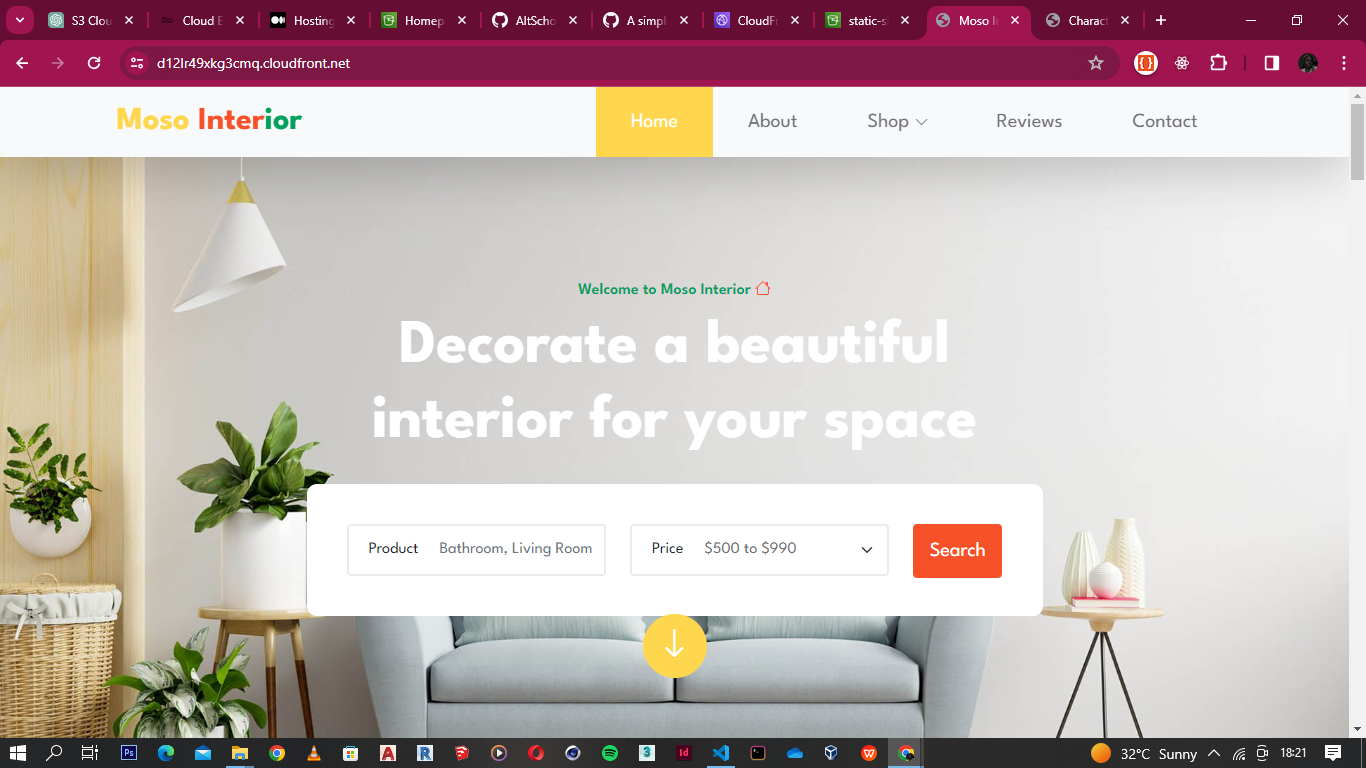 S3 Clou
Cloud E
Hosting
Homep
AltScho
A simpl
CloudFr
static-s
Moso In
Charact
d12lr49xkg3cmq.cloudfront.net
Moso Interior
Home
About
Shop
Reviews
Contact
Welcome to Moso Interior
Decorate a beautiful
interior for your space
Product
Bathroom, Living Room
Price
$500 to $990
Search
32°C Sunny
18:21